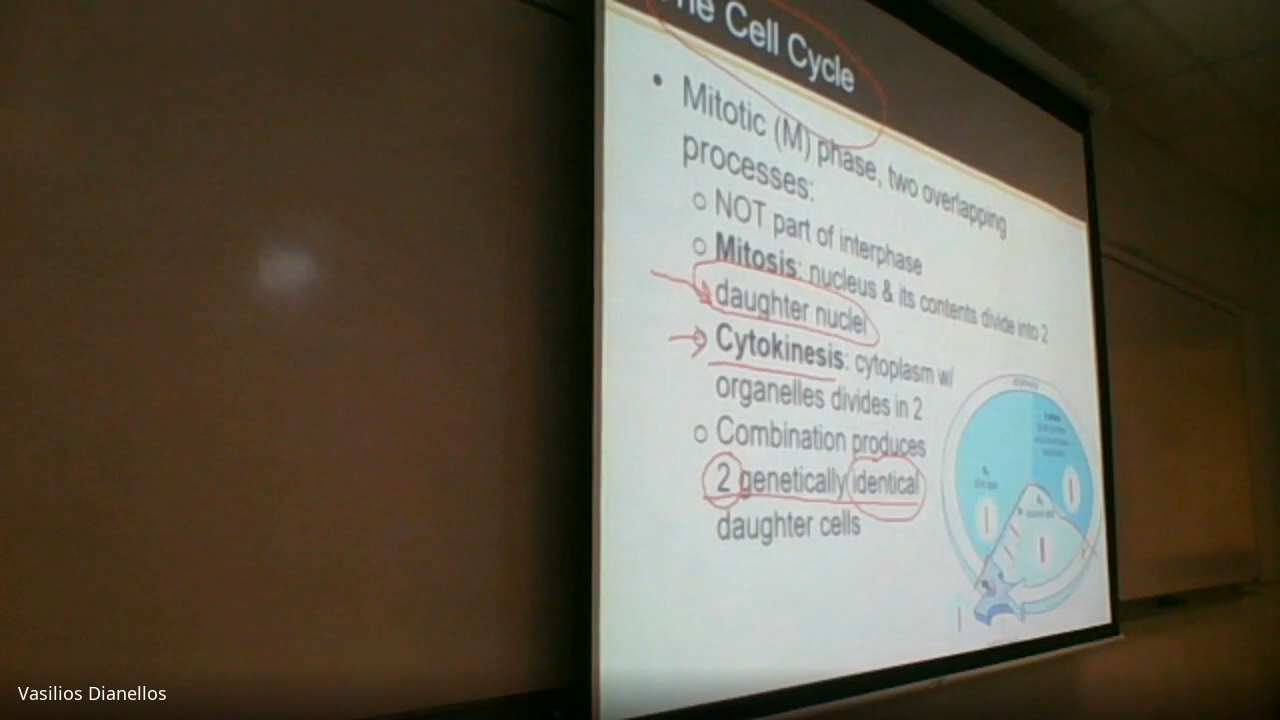 he Cell Cycle
• Mitotic (M) phase, two overlapping
processes:
o NOT part of interphase
o Mitosis: nucleus & its contents divide into 2
daughter nuclei
Cytokinesis: cytoplasm w/
organelles divides in 2
o Combination produces
2 genetically identical
daughter cells
Vasilios Dianellos